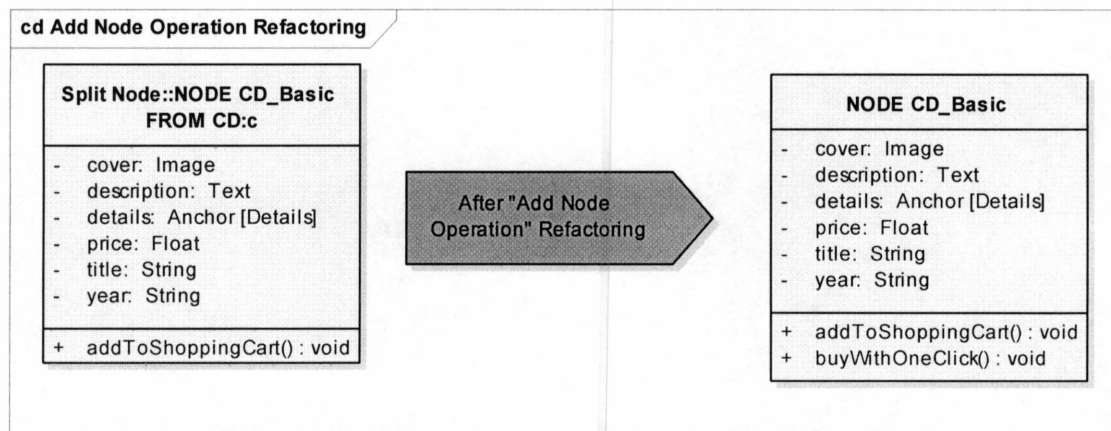 cd Add Node Operation Refactoring
Split Node::NODE CD_Basic
FROM CD:c
- cover: Image
- description: Text
- details: Anchor [Details]
- price: Float
- title: String
- year: String
+ addToShoppingCart() : void
After "Add Node
Operation" Refactoring
NODE CD_Basic
- cover: Image
- description: Text
- details: Anchor [Details]
- price: Float
- title: String
- year: String
+ addToShoppingCart() : void
+ buyWithOneClick() : void